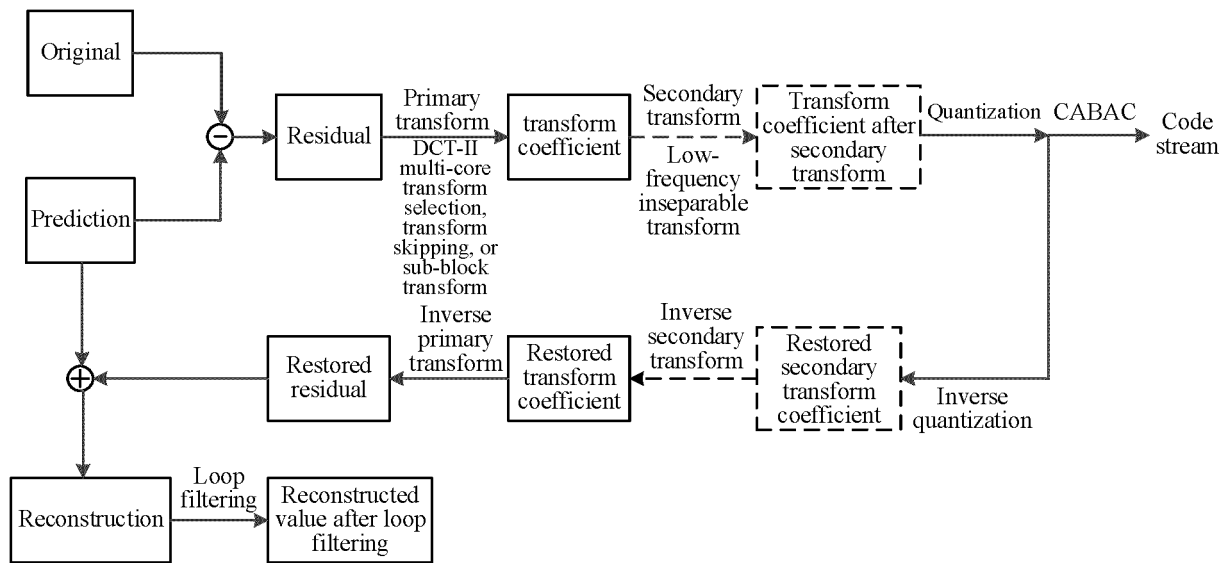 Original
Prediction
Residual
Primary
transform
DCT-II
multi-core
transform
selection,
transform
skipping, or
sub-block
transform
transform
coefficient
Secondary
transform
Low-
frequency
inseparable
transform
Transform
coefficient after
secondary
transform
Quantization
CABAC
Code
stream
Inverse
quantization
Restored
secondary
transform
coefficient
Inverse
secondary
transform
Restored
transform
coefficient
Inverse
primary
transform
Restored
residual
Reconstruction
Loop
filtering
Reconstructed
value after loop
filtering